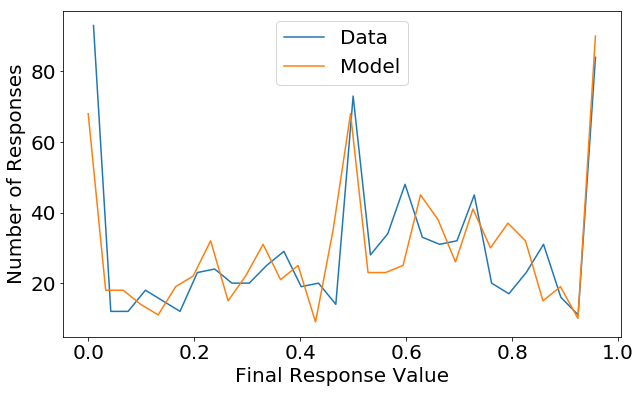 Data
Model
Number of Responses
80
60
40
20
0.0 0.2 0.4 0.6 0.8 1.0
Final Response Value